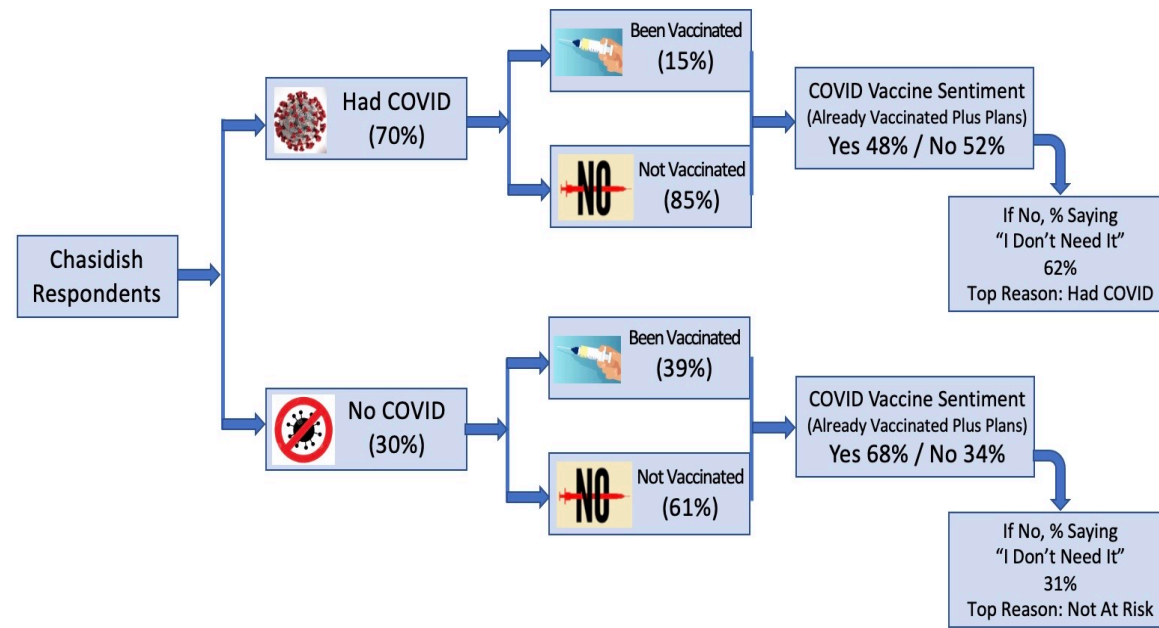 Chasidish
Respondents
Had COVID
(70%)
Been Vaccinated
(15%)
NO
Not Vaccinated
(85%)
COVID Vaccine Sentiment
(Already Vaccinated Plus Plans)
Yes 48% / No 52%
If No, % Saying
“I Don’t Need It”
62%
Top Reason: Had COVID
No COVID
(30%)
Been Vaccinated
(39%)
NO
Not Vaccinated
(61%)
COVID Vaccine Sentiment
(Already Vaccinated Plus Plans)
Yes 68% / No 34%
If No, % Saying
“I Don’t Need It”
31%
Top Reason: Not At Risk